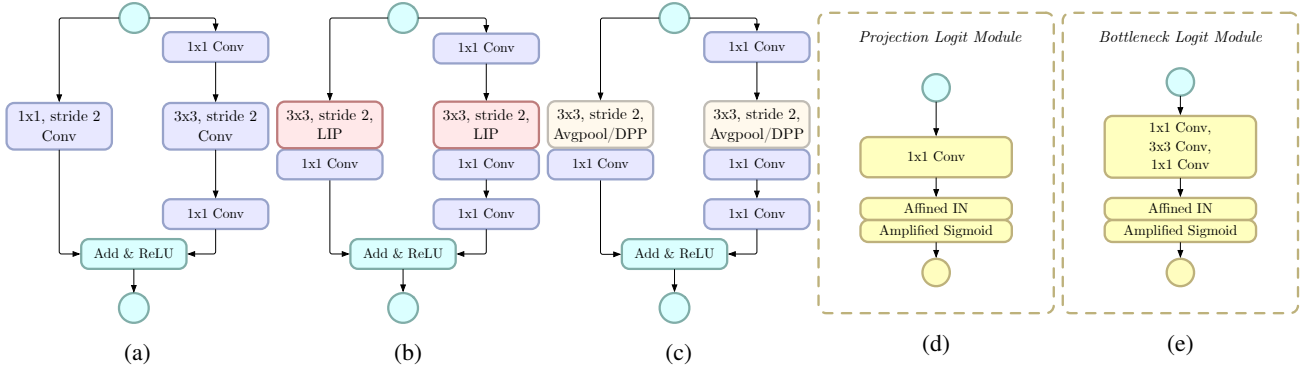 1x1 Conv
1x1, stride 2
Conv
3x3, stride 2
Conv
1x1 Conv
Add & ReLU
(a)
1x1 Conv
3x3, stride 2,
LIP
1x1 Conv
3x3, stride 2,
LIP
1x1 Conv
1x1 Conv
Add & ReLU
(b)
1x1 Conv
3x3, stride 2,
Avgpool/DPP
1x1 Conv
3x3, stride 2,
Avgpool/DPP
1x1 Conv
1x1 Conv
Add & ReLU
(c)
Projection Logit Module
1x1 Conv
Affined IN
Amplified Sigmoid
(d)
Bottleneck Logit Module
1x1 Conv,
3x3 Conv,
1x1 Conv
Affined IN
Amplified Sigmoid
(e)